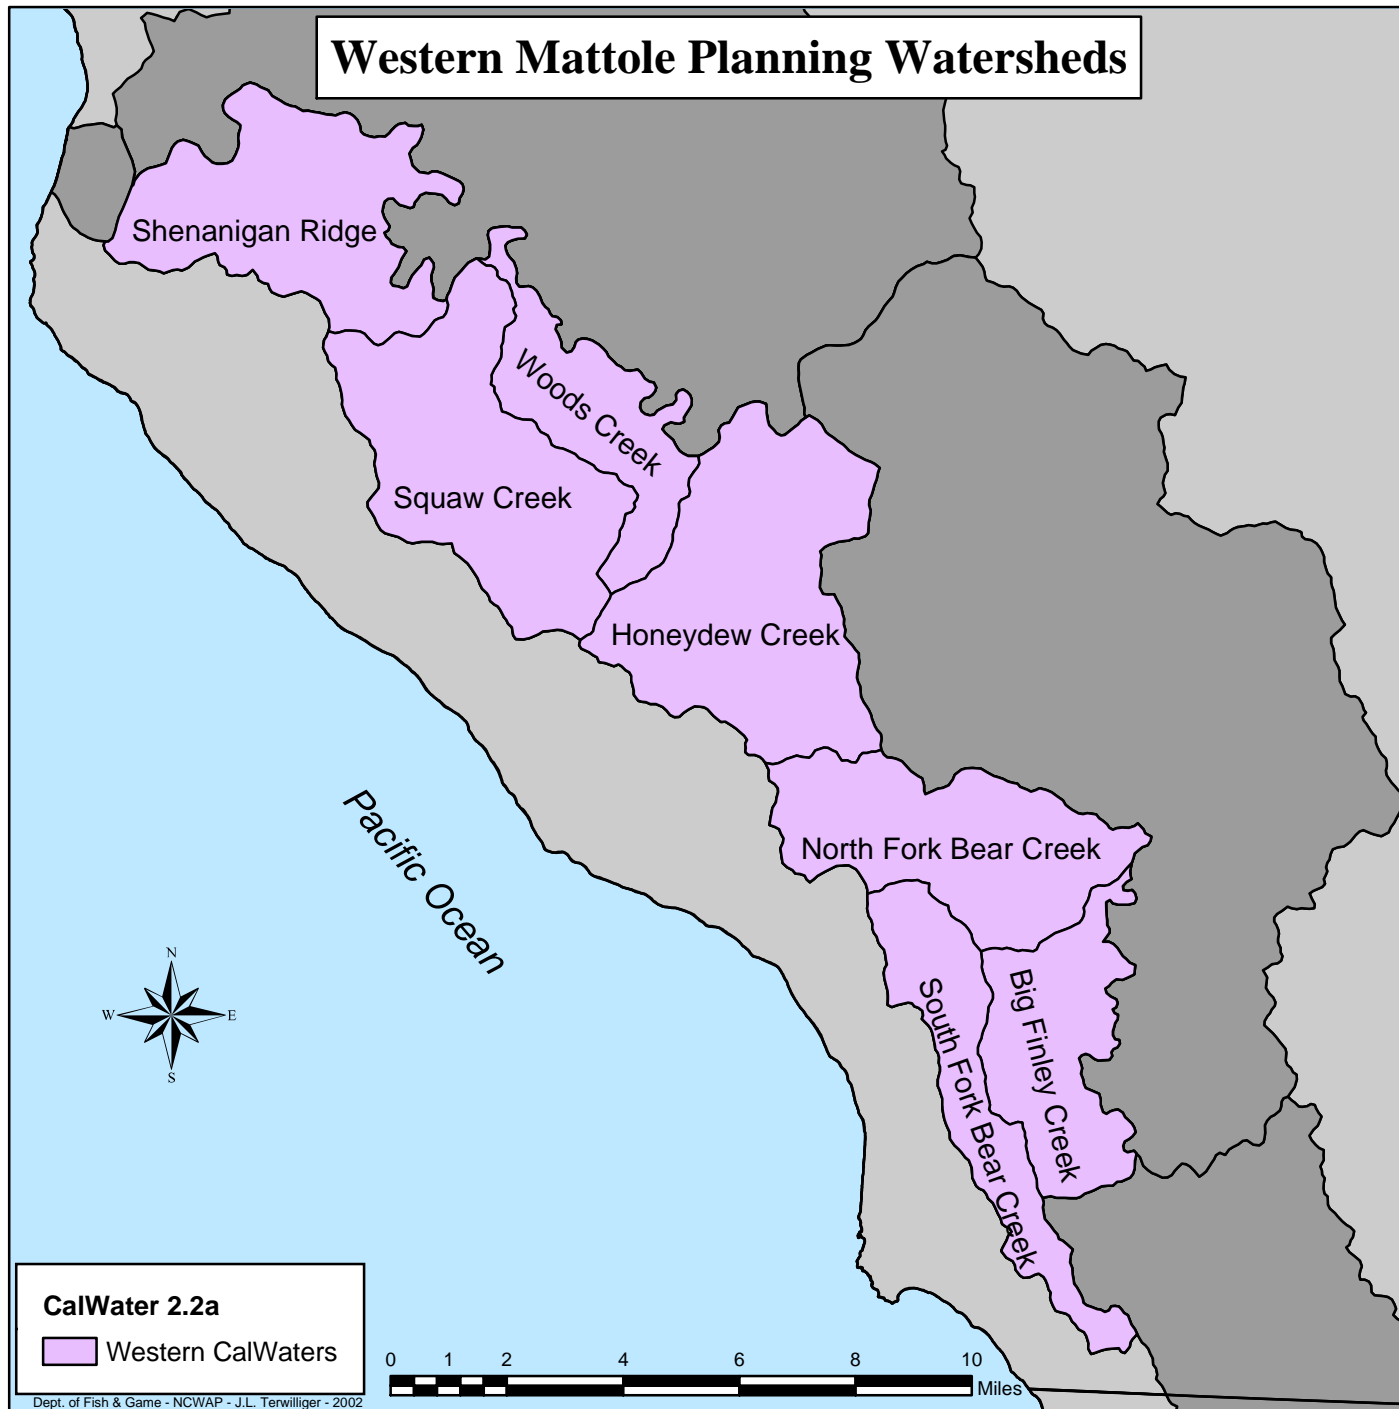 Western Mattole Planning Watersheds
Shenanigan Ridge
Woods Creek
Squaw Creek
Honeydew Creek
North Fork Bear Creek
Pacific Ocean
South Fork Bear Creek
Big Finley Creek
N
W E
S
CalWater 2.2a
Western CalWaters
0 1 2 4 6 8 10
Miles
Dept. of Fish & Game - NCWAP - J.L. Terwilliger - 2002